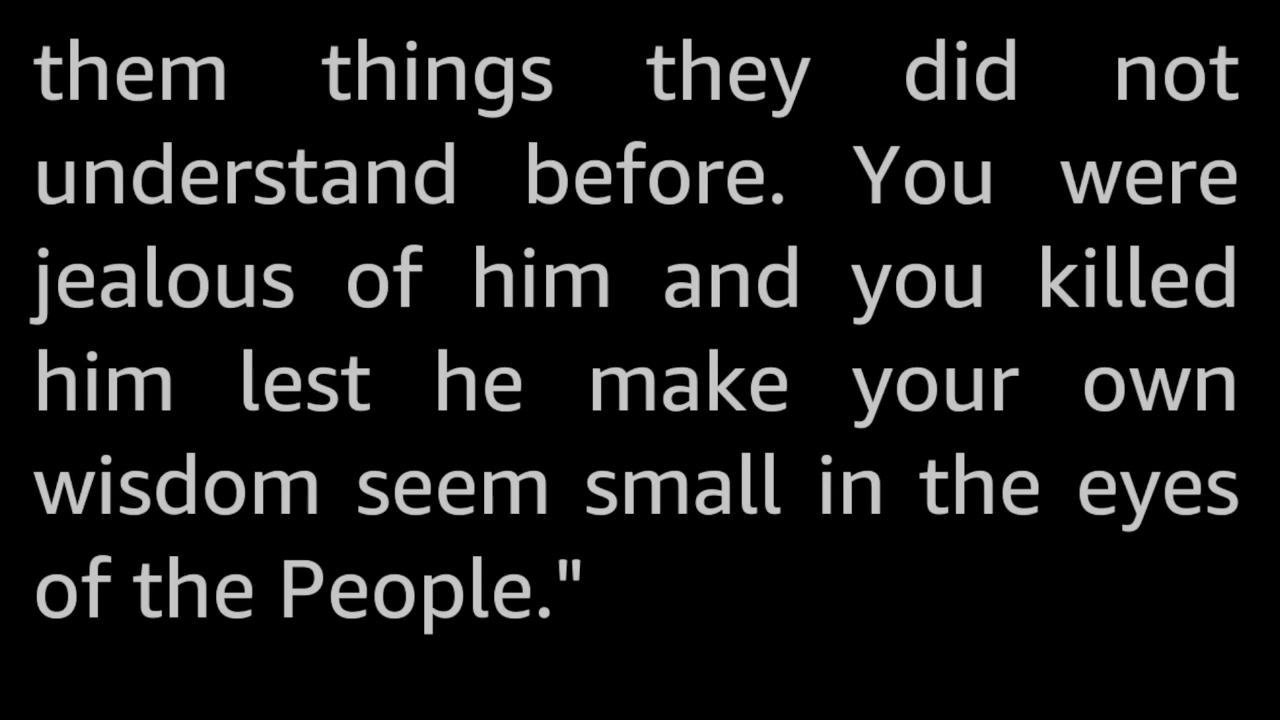 them things they did not
understand before. You were
jealous of him and you killed
him lest he make your own
wisdom seem small in the eyes
of the People."